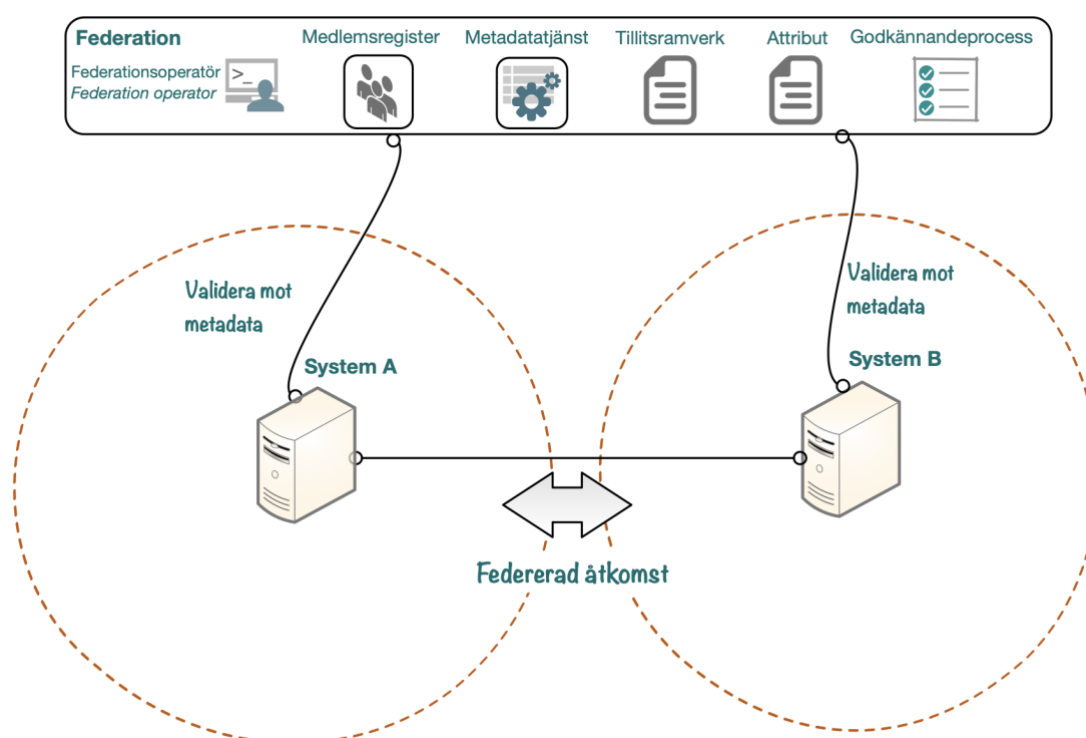 Federation
Federationsoperatör
Federation operator
Medlemsregister
Metadatatjänst
Tillitsramverk
Attribut
Godkännandeprocess
>_
Validera mot
metadata
Validera mot
metadata
System A
System B
Federerad åtkomst